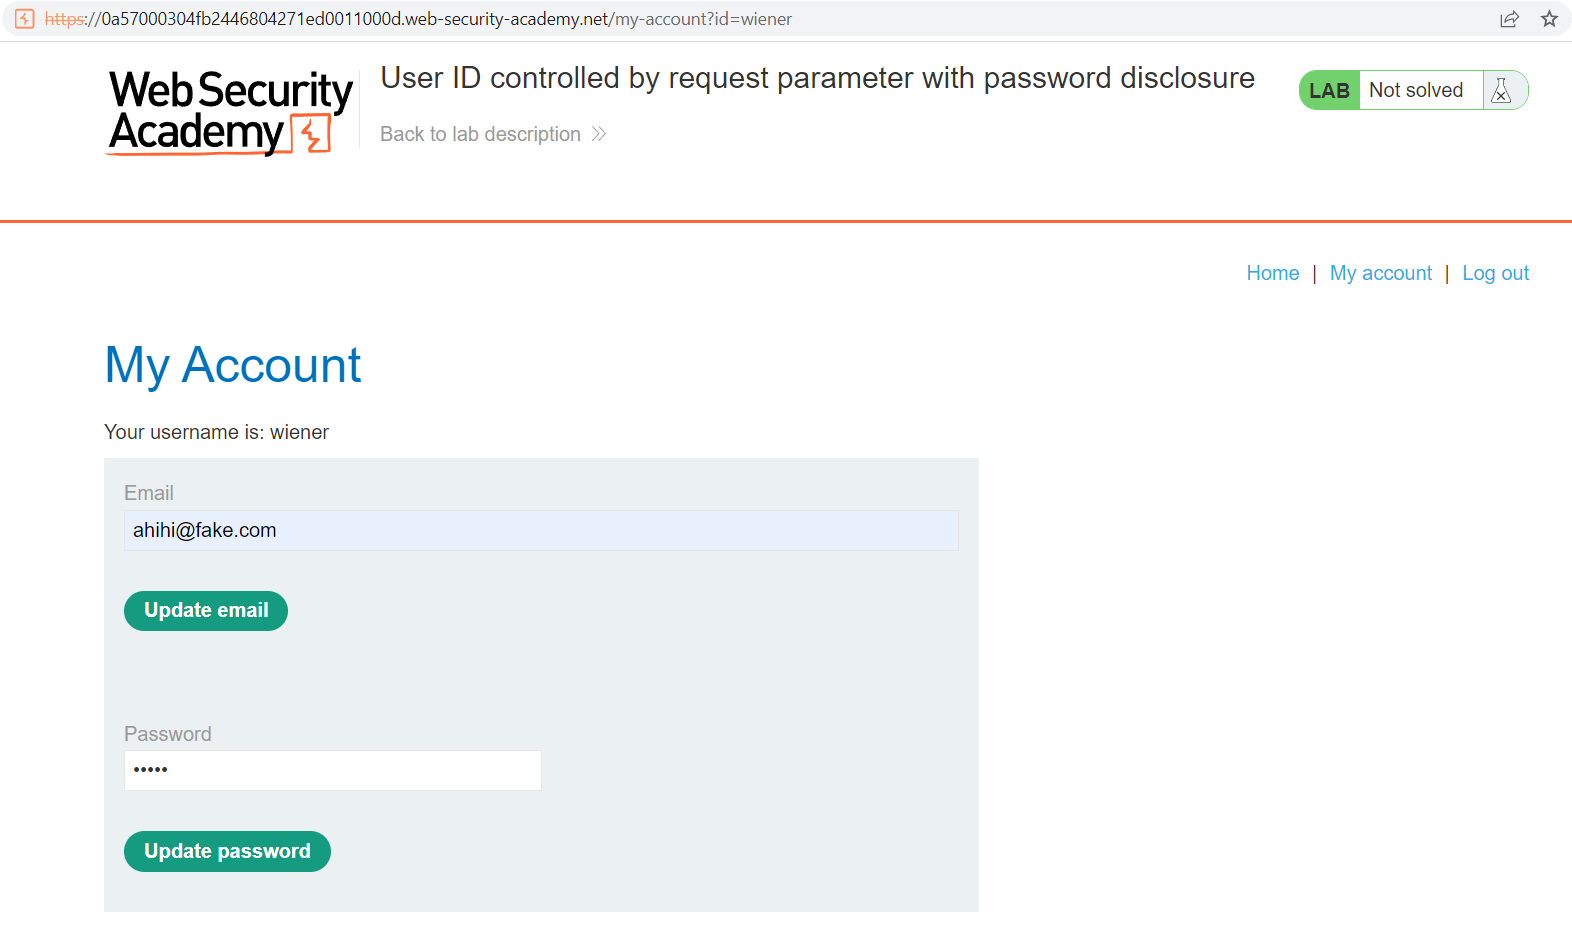 https://0a57000304fb2446804271ed0011000d.web-security-academy.net/my-account?id=wiener
Web Security
Academy
User ID controlled by request parameter with password disclosure
Back to lab description
LAB Not solved
Home | My account | Log out
My Account
Your username is: wiener
Email
ahihi@fake.com
Update email
Password
•••••
Update password